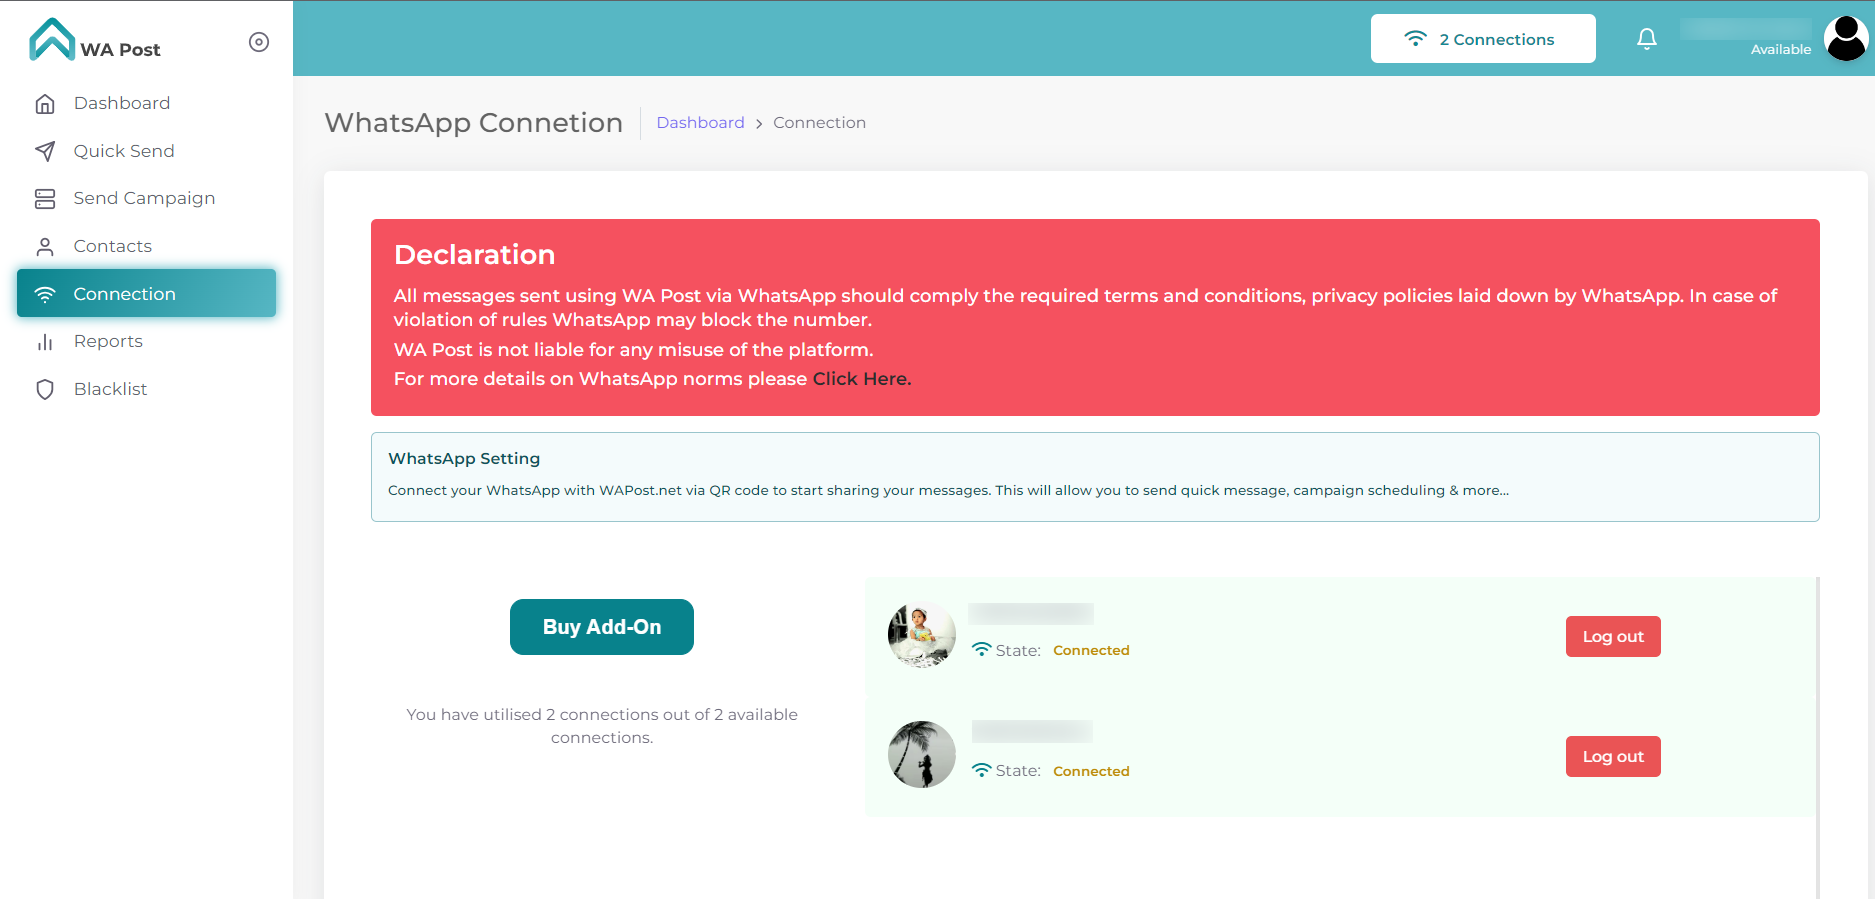 WA Post
2 Connections
Available
Dashboard
Quick Send
Send Campaign
Contacts
Connection
Reports
Blacklist
WhatsApp Connetion
Dashboard > Connection
Declaration
All messages sent using WA Post via WhatsApp should comply the required terms and conditions, privacy policies laid down by WhatsApp. In case of
violation of rules WhatsApp may block the number.
WA Post is not liable for any misuse of the platform.
For more details on WhatsApp norms please Click Here.
WhatsApp Setting
Connect your WhatsApp with WAPost.net via QR code to start sharing your messages. This will allow you to send quick message, campaign scheduling & more...
Buy Add-On
You have utilised 2 connections out of 2 available
connections.
State: Connected
Log out
State: Connected
Log out